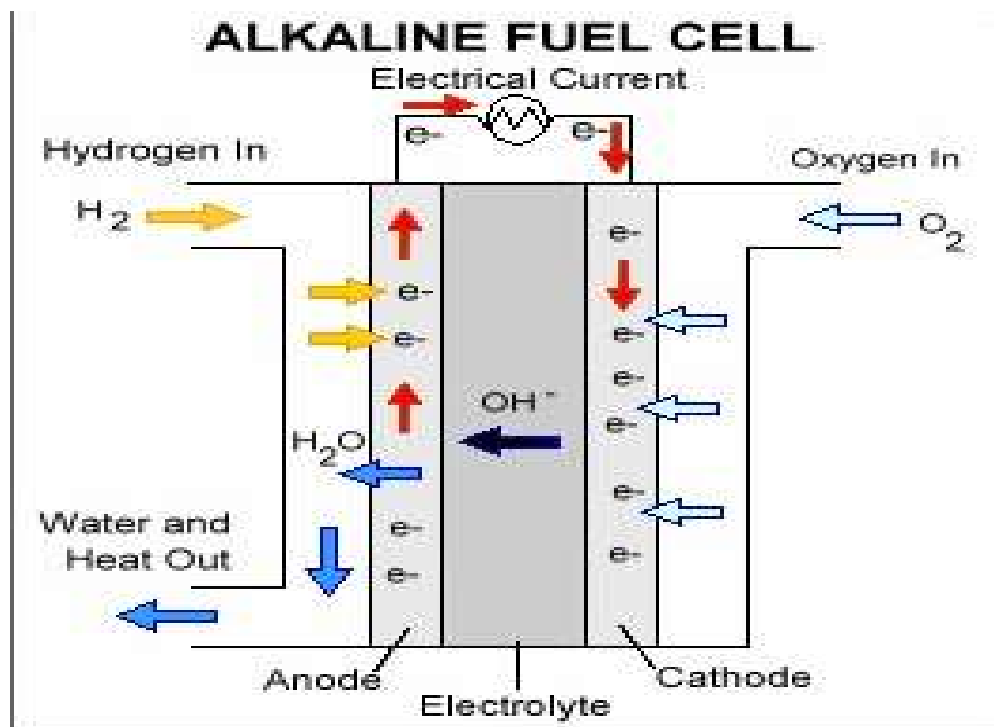 ALKALINE FUEL CELL
Electrical Current
e- e-
Hydrogen In
Oxygen In
H2
O2
e-
e-
e-
e-
e-
OH-
e-
H2O
e-
Water and
Heat Out
e-
e-
e-
Anode
Cathode
Electrolyte